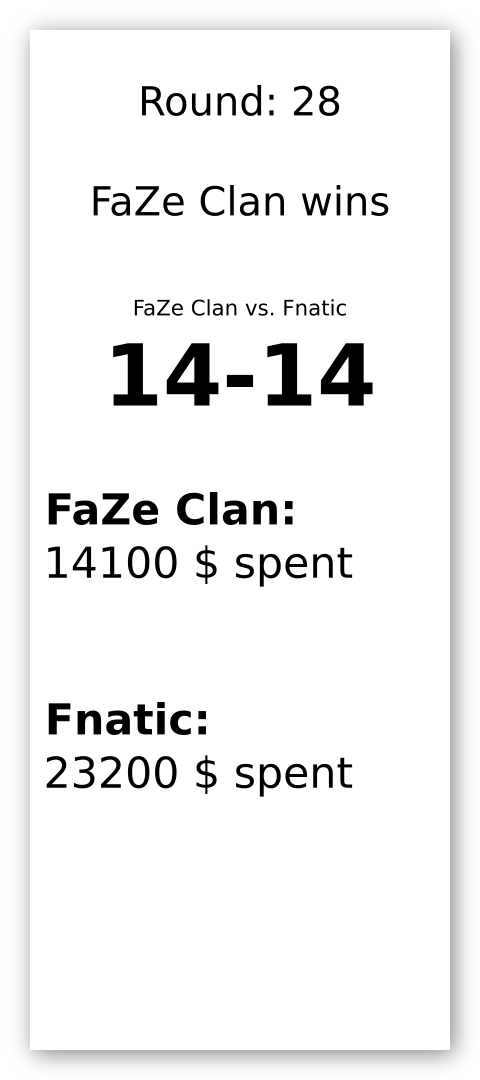 Round: 28
FaZe Clan wins
FaZe Clan vs. Fnatic
14-14
FaZe Clan:
14100 $ spent
Fnatic:
23200 $ spent